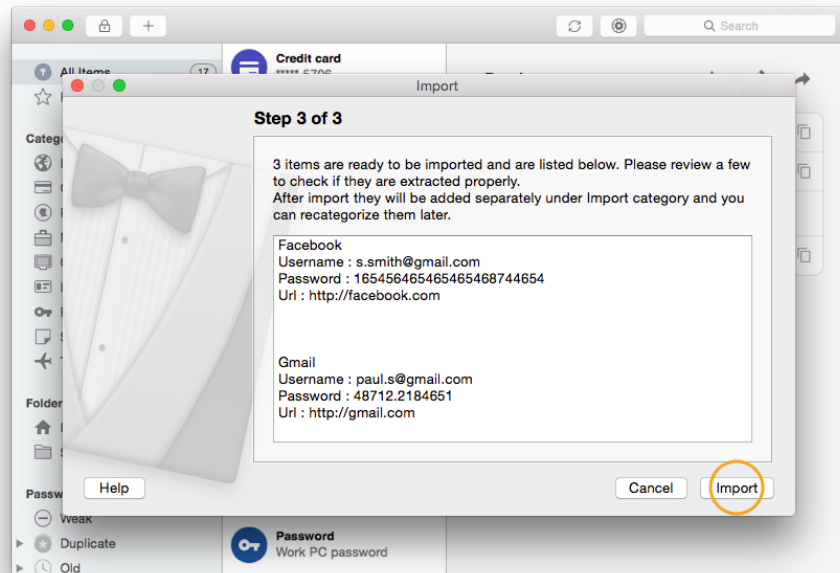 Search
Credit card
***** 5706
All Items 17
Import
Step 3 of 3
3 items are ready to be imported and are listed below. Please review a few
to check if they are extracted properly.
After import they will be added separately under Import category and you
can recategorize them later.
Facebook
Username : s.smith@gmail.com
Password : 165456465465465468744654
Url : http://facebook.com
Gmail
Username : paul.s@gmail.com
Password : 48712.2184651
Url : http://gmail.com
Help
Cancel
Import
Weak
Duplicate
Old
Password
Work PC password